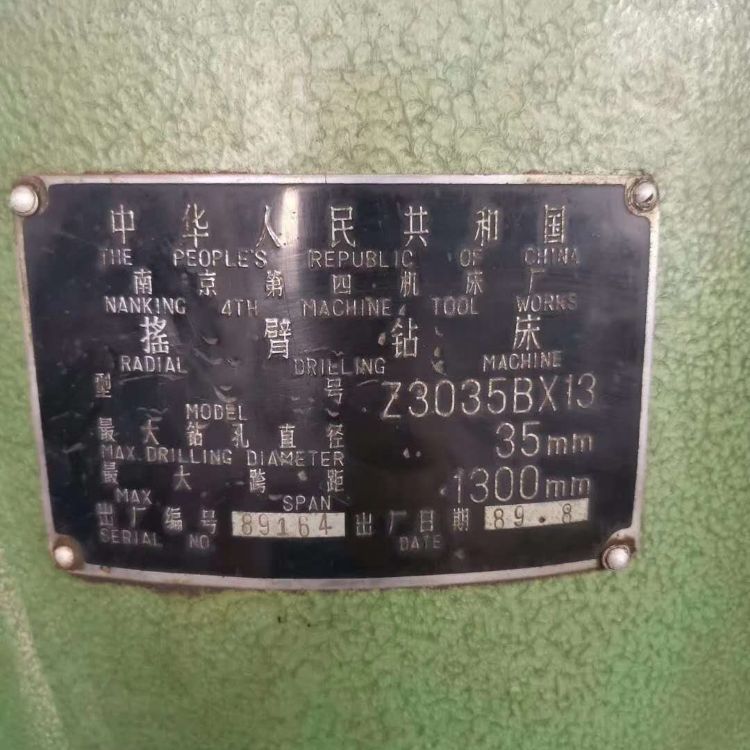 中华人民共和国
THE PEOPLE'S REPUBLIC OF CHINA
南京第四机床厂
NANKING 4TH MACHINE TOOL WORKS
摇臂钻床
RADIAL DRILLING MACHINE
型号 Z3035BX13
MODEL
最大钻孔直径 35mm
MAX.DRILLING DIAMETER
最大跨距 1300mm
MAX. SPAN
出厂编号 89164 出厂日期 89.8
SERIAL NO DATE